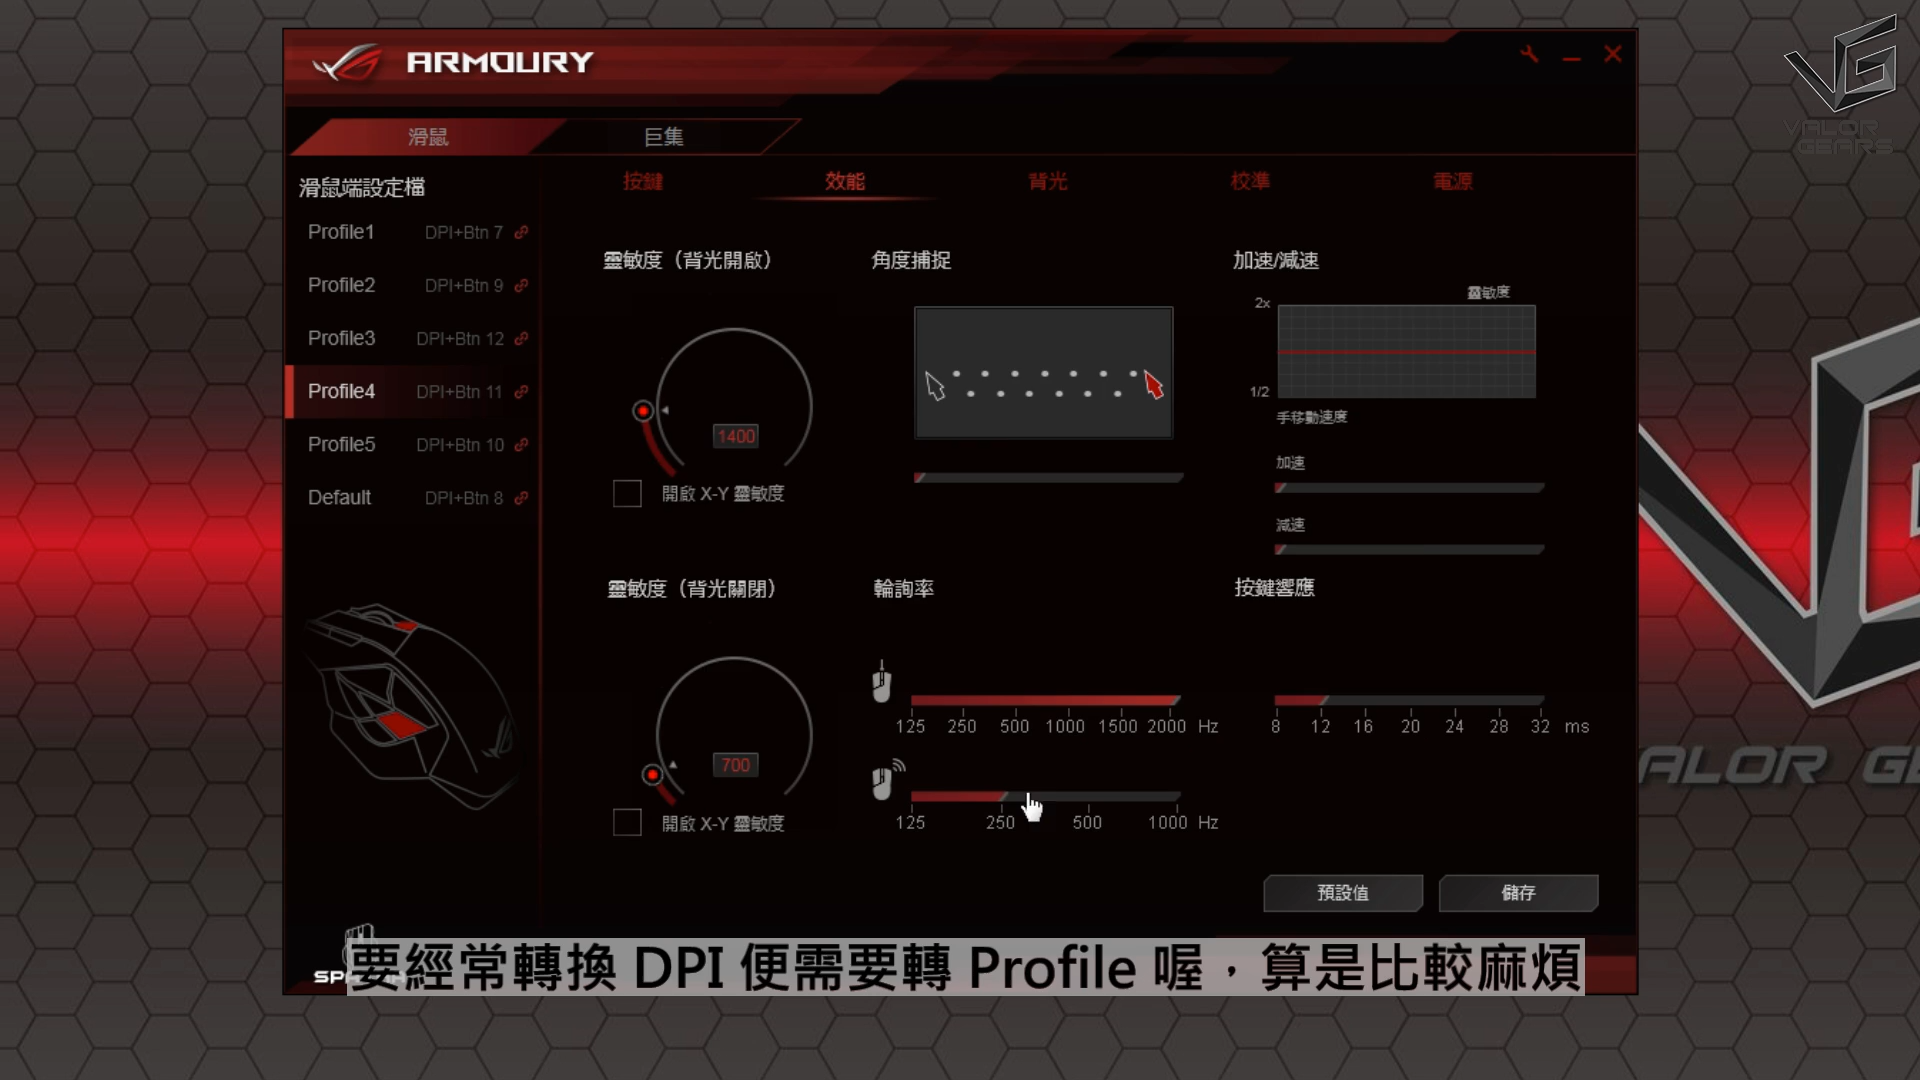 ARMOURY
VALOR
GEARS
滑鼠
巨集
滑鼠端設定檔
Profile1 DPI+Btn 7
Profile2 DPI+Btn 9
Profile3 DPI+Btn 12
Profile4 DPI+Btn 11
Profile5 DPI+Btn 10
Default DPI+Btn 8
按鍵 效能 背光 校準 電源
靈敏度（背光開啟）
1400
開啟 X-Y 靈敏度
角度捕捉
加速/減速
靈敏度
2x
1/2
手移動速度
加速
減速
靈敏度（背光關閉）
700
開啟 X-Y 靈敏度
輪詢率
125 250 500 1000 1500 2000 Hz
125 250 500 1000 Hz
按鍵響應
8 12 16 20 24 28 32 ms
預設值 儲存
要經常轉換 DPI 便需要轉 Profile 喔，算是比較麻煩